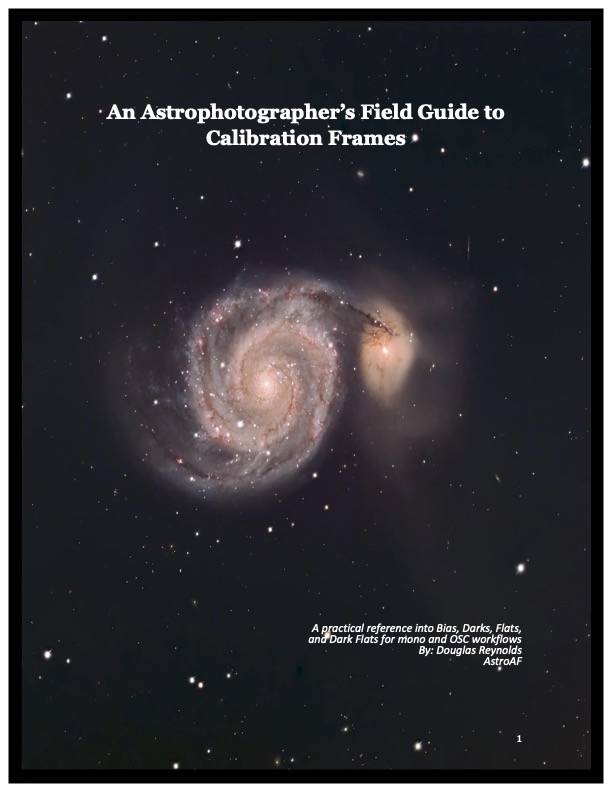 An Astrophotographer's Field Guide to
Calibration Frames
A practical reference into Bias, Darks, Flats,
and Dark Flats for mono and OSC workflows
By: Douglas Reynolds
AstroAF
1